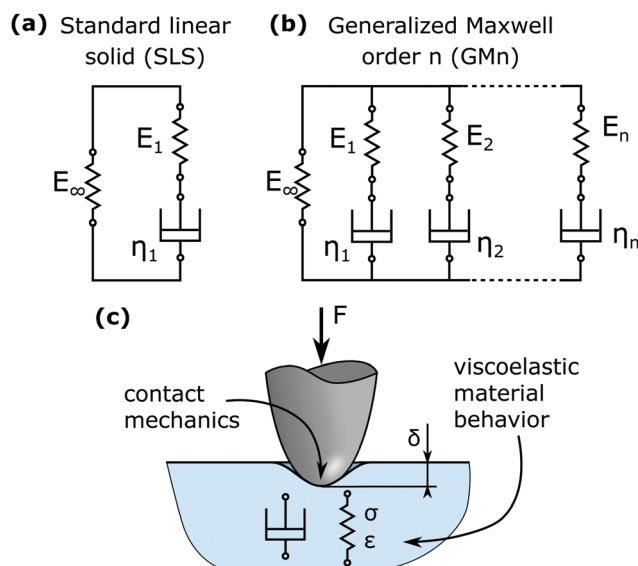 (a) Standard linear
solid (SLS)
E∞
E1
η1
(b) Generalized Maxwell
order n (GMn)
E∞
E1
E2
En
η1
η2
ηn
(c)
F
contact
mechanics
viscoelastic
material
behavior
δ
σ
ε